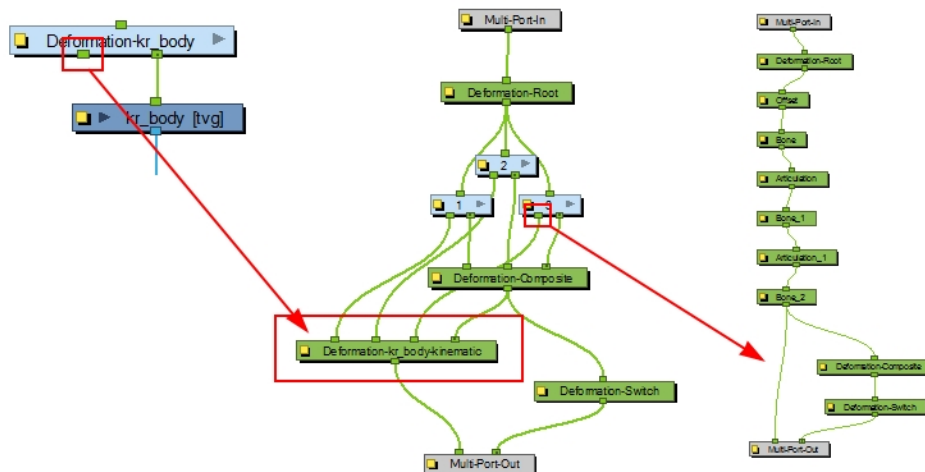 Deformation-kr_body
kr_body [tvg]
Multi-Port-In
Deformation-Root
2
1
3
Deformation-Composite
Deformation-kr_body-kinematic
Deformation-Switch
Multi-Port-Out
Multi-Port-In
Deformation-Root
Offset
Bone
Articulation
Bone_1
Articulation_1
Bone_2
Deformation-Composite
Deformation-Switch
Multi-Port-Out